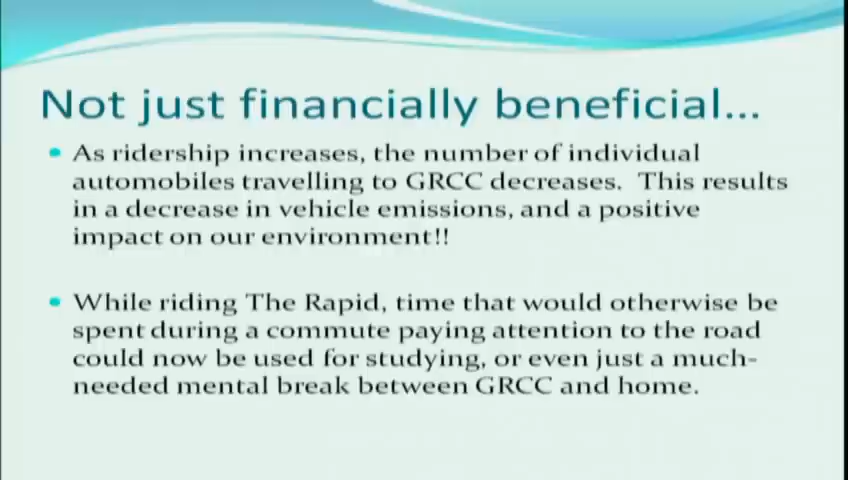 Not just financially beneficial...
As ridership increases, the number of individual
automobiles travelling to GRCC decreases. This results
in a decrease in vehicle emissions, and a positive
impact on our environment!!
While riding The Rapid, time that would otherwise be
spent during a commute paying attention to the road
could now be used for studying, or even just a much-
needed mental break between GRCC and home.